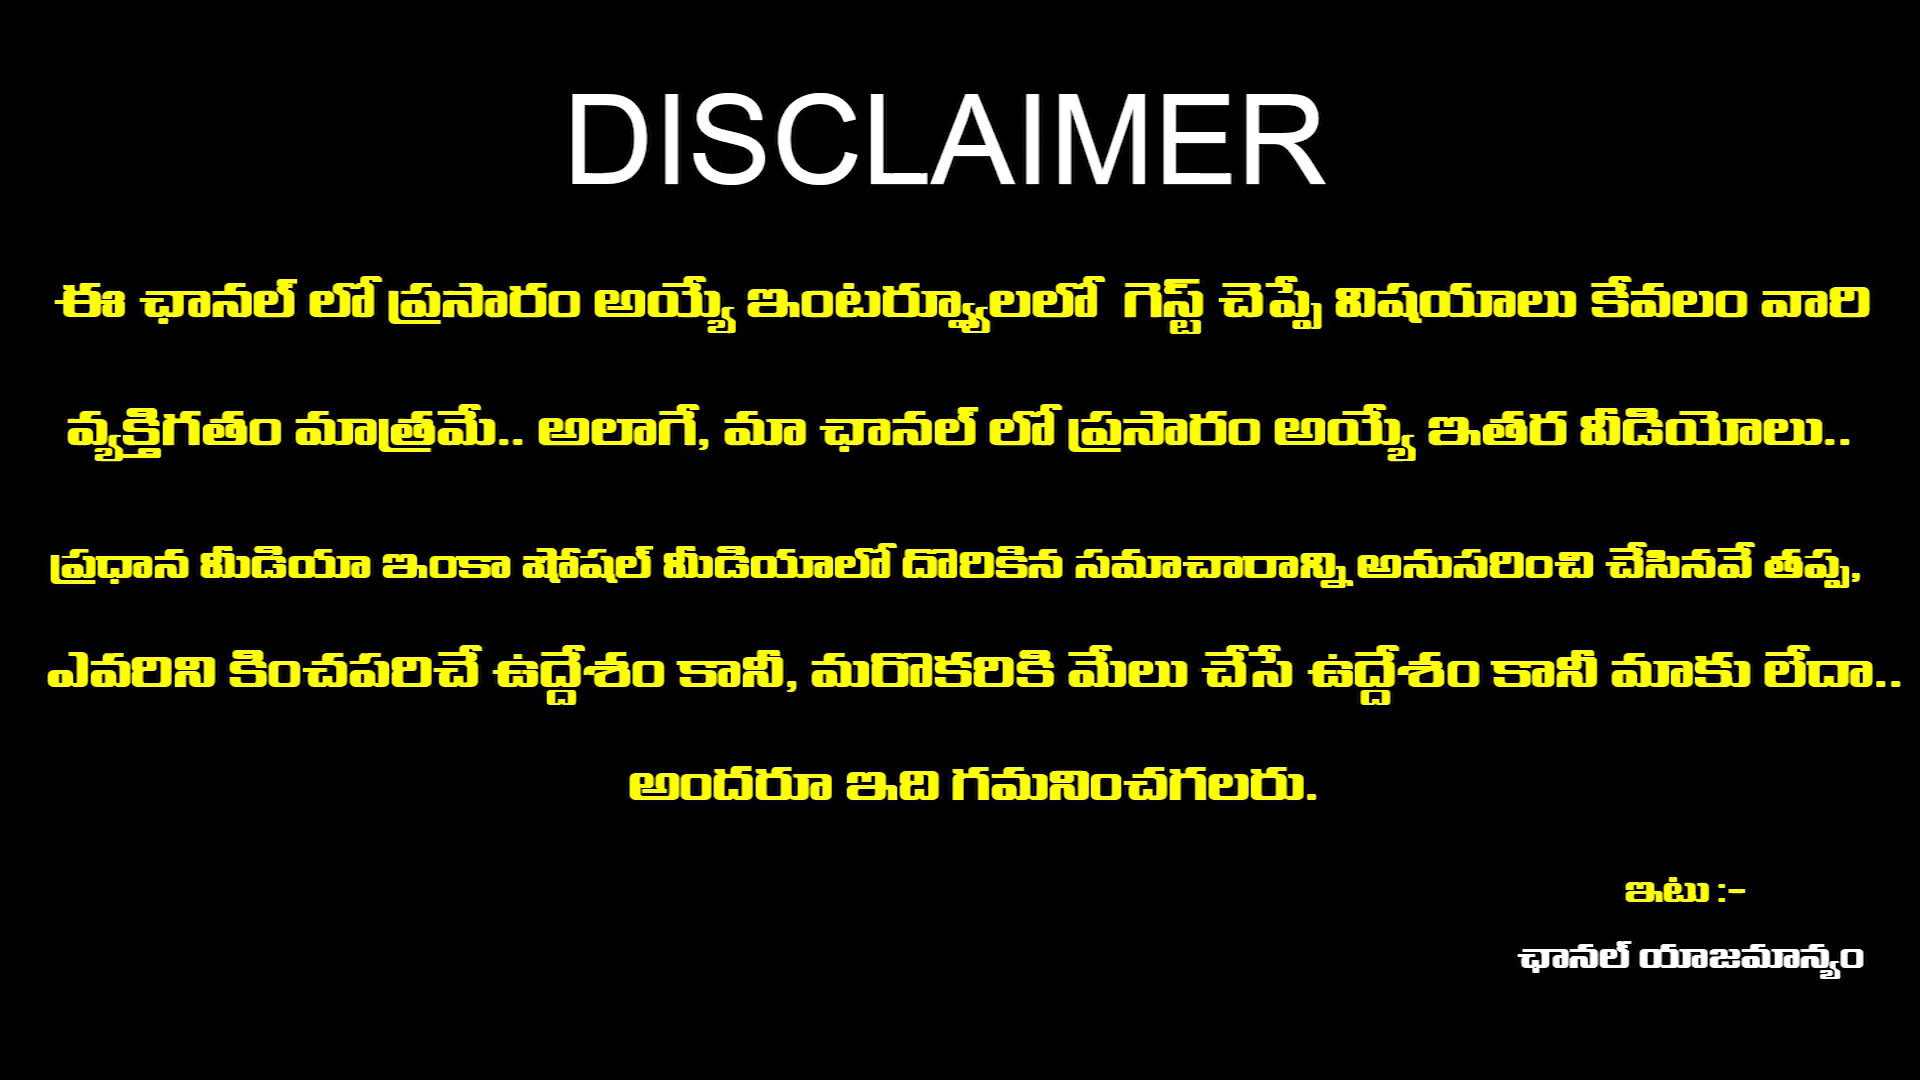 DISCLAIMER
ఈ ఛానల్ లో ప్రసారం అయ్యే ఇంటర్వ్యూలలో గెస్ట్ చెప్పే విషయాలు కేవలం వారి
వ్యక్తిగతం మాత్రమే.. అలాగే, మా ఛానల్ లో ప్రసారం అయ్యే ఇతర వీడియోలు..
ప్రధాన మీడియా ఇంకా షోషల్ మీడియాలో దొరికిన సమాచారాన్ని అనుసరించి చేసినవే తప్ప,
ఎవరిని కించపరిచే ఉద్దేశం కానీ, మరొకరికి మేలు చేసే ఉద్దేశం కానీ మాకు లేదా..
అందరూ ఇది గమనించగలరు.
ఇటు :-
ఛానల్ యాజమాన్యం